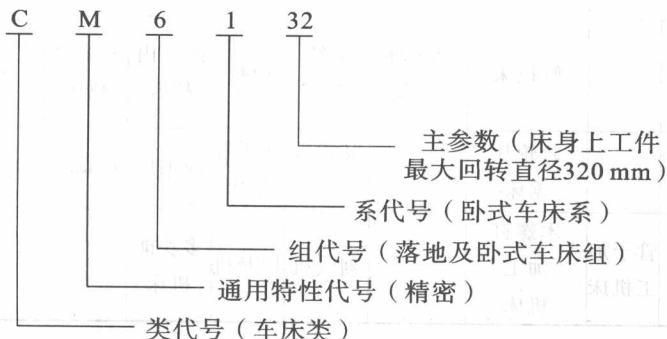 C M 6 1 32
主参数（床身上工件
最大回转直径320 mm）
系代号（卧式车床系）
组代号（落地及卧式车床组
通用特性代号（精密）
类代号（车床类）